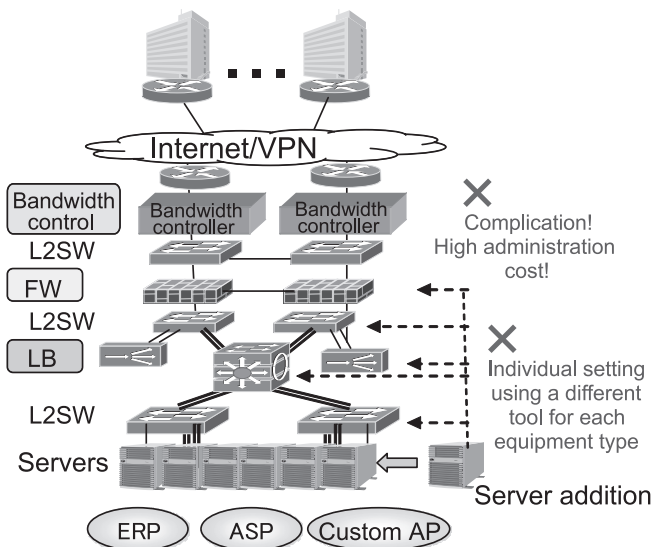 Internet/VPN
Bandwidth
control
Bandwidth
controller
Bandwidth
controller
Complication!
High administration
cost!
L2SW
FW
L2SW
LB
Individual setting
using a different
tool for each
equipment type
L2SW
Servers
Server addition
ERP
ASP
Custom AP